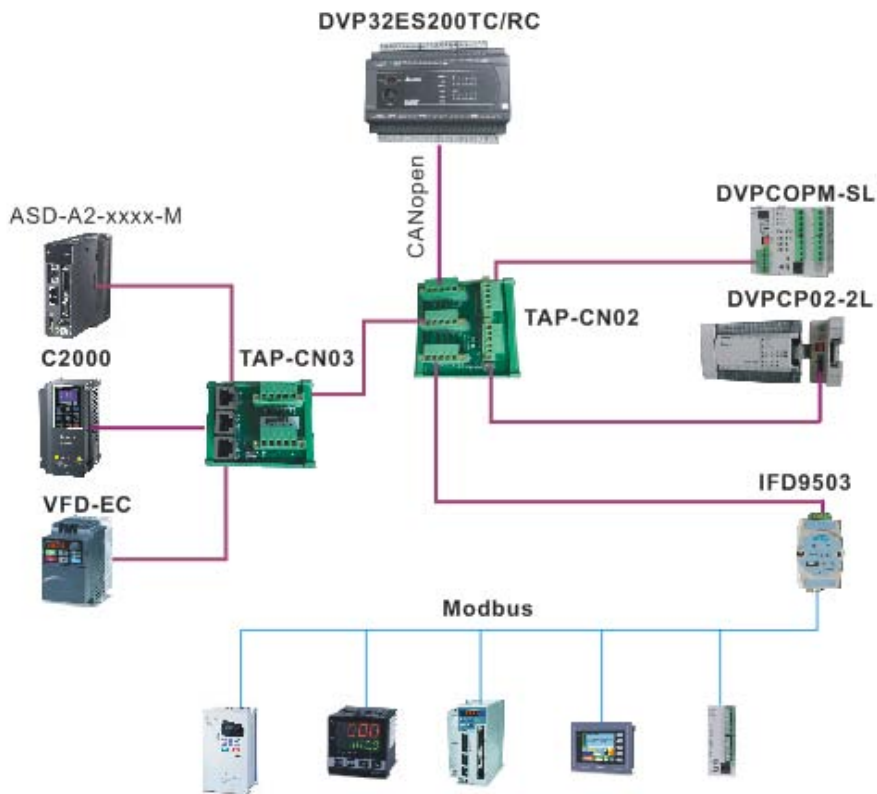 DVP32ES200TC/RC
CANopen
ASD-A2-xxxx-M
DVPCOPM-SL
DVPCP02-2L
TAP-CN02
C2000
TAP-CN03
VFD-EC
IFD9503
Modbus